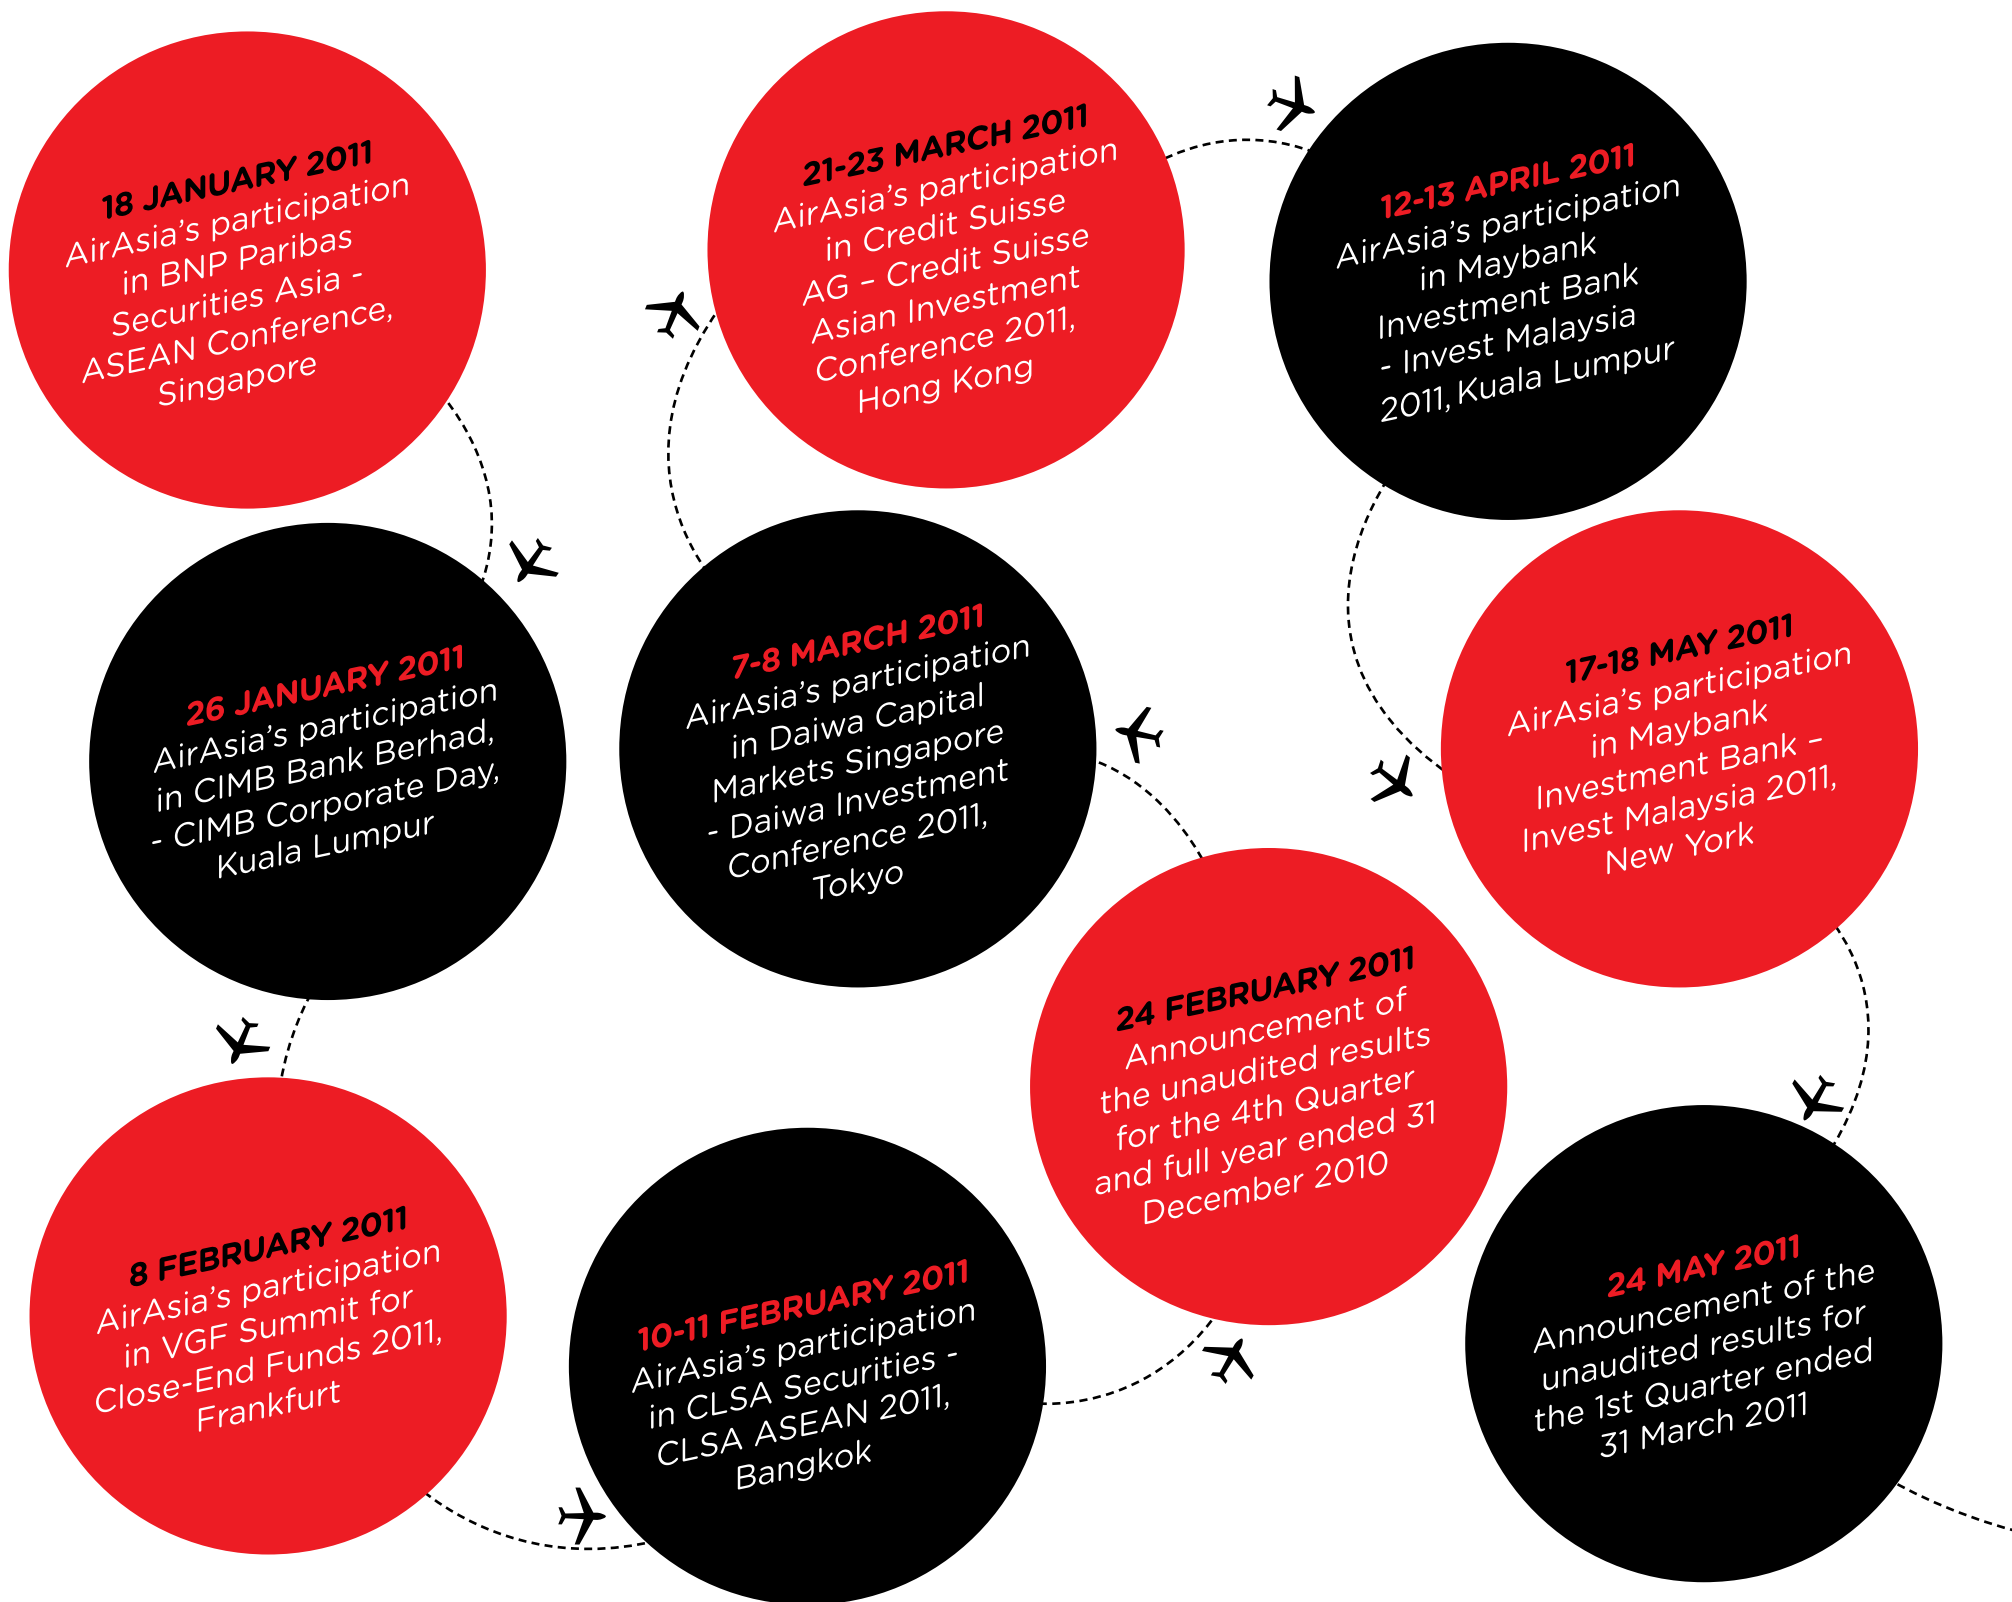 18 JANUARY 2011
AirAsia’s participation
in BNP Paribas
Securities Asia -
ASEAN Conference,
Singapore
26 JANUARY 2011
AirAsia’s participation
in CIMB Bank Berhad,
- CIMB Corporate Day,
Kuala Lumpur
8 FEBRUARY 2011
AirAsia’s participation
in VGF Summit for
Close-End Funds 2011,
Frankfurt
10-11 FEBRUARY 2011
AirAsia’s participation
in CLSA Securities -
CLSA ASEAN 2011,
Bangkok
24 FEBRUARY 2011
Announcement of
the unaudited results
for the 4th Quarter
and full year ended 31
December 2010
7-8 MARCH 2011
AirAsia’s participation
in Daiwa Capital
Markets Singapore
- Daiwa Investment
Conference 2011,
Tokyo
21-23 MARCH 2011
AirAsia’s participation
in Credit Suisse
AG – Credit Suisse
Asian Investment
Conference 2011,
Hong Kong
12-13 APRIL 2011
AirAsia’s participation
in Maybank
Investment Bank
- Invest Malaysia
2011, Kuala Lumpur
17-18 MAY 2011
AirAsia’s participation
in Maybank
Investment Bank –
Invest Malaysia 2011,
New York
24 MAY 2011
Announcement of the
unaudited results for
the 1st Quarter ended
31 March 2011